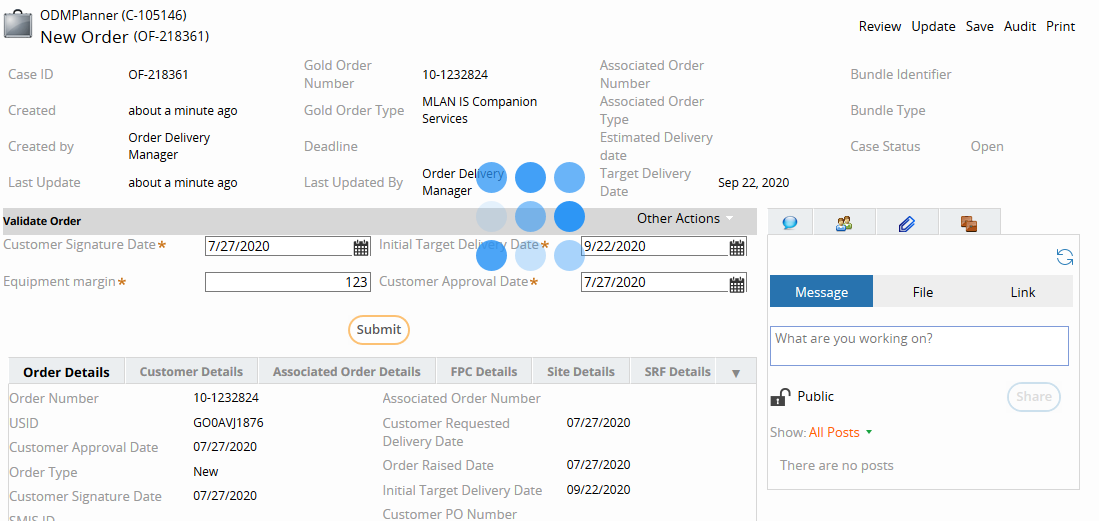 ODMPlanner (C-105146)
New Order (OF-218361)
Review Update Save Audit Print
Case ID OF-218361 Gold Order Number 10-1232824 Associated Order Number Bundle Identifier
Created about a minute ago Gold Order Type MLAN IS Companion Services Associated Order Type Bundle Type
Created by Order Delivery Manager Deadline Estimated Delivery date Case Status Open
Last Update about a minute ago Last Updated By Order Delivery Manager Target Delivery Date Sep 22, 2020
Validate Order Other Actions
Customer Signature Date* 7/27/2020 Initial Target Delivery Date* 9/22/2020
Equipment margin* 123 Customer Approval Date* 7/27/2020
Submit
Message File Link
What are you working on?
Public Share
Show: All Posts
There are no posts
Order Details Customer Details Associated Order Details FPC Details Site Details SRF Details
Order Number 10-1232824 Associated Order Number
USID GO0AVJ1876 Customer Requested Delivery Date 07/27/2020
Customer Approval Date 07/27/2020
Order Type New Order Raised Date 07/27/2020
Customer Signature Date 07/27/2020 Initial Target Delivery Date 09/22/2020
SMIS ID Customer PO Number